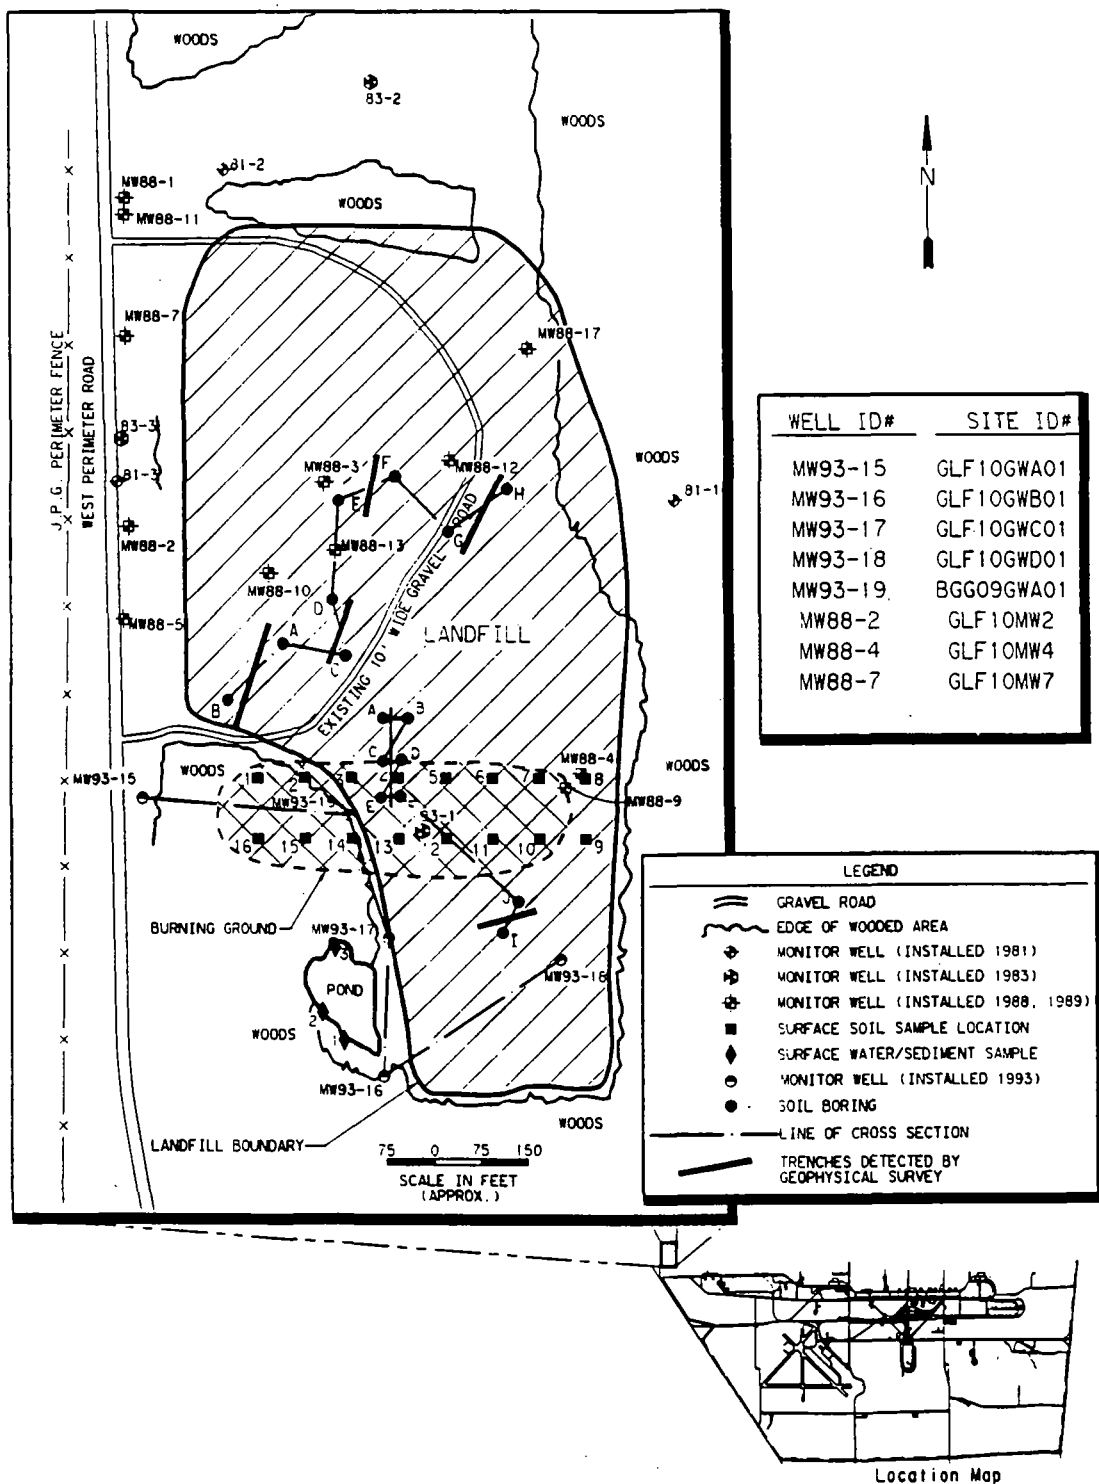 WOODS
83-2
WOODS
81-2
MW88-1
WOODS
MW88-11
N
MW88-7
MW88-17
J.P.G. PERIMETER FENCE
WEST PERIMETER ROAD
83-3
F
MW88-12
WOODS
MW88-3
81-3
H
81-1
E
MW88-2
G
MW88-13
MW88-10
D
MW88-5
A
LANDFILL
C
EXISTING 10' WIDE GRAVEL ROAD
B
A
B
C
D
WOODS
MW88-4
WOODS
MW93-15
1
2
3
4
5
6
7
8
MW93-19
E
F
MW88-9
93-1
16
15
14
13
12
11
10
9
BURNING GROUND
J
MW93-17
I
3
MW93-18
POND
2
WOODS
1
MW93-16
WOODS
LANDFILL BOUNDARY
75 0 75 150
SCALE IN FEET
(APPROX.)
WELL ID# SITE ID#
MW93-15 GLF10GWA01
MW93-16 GLF10GWB01
MW93-17 GLF10GWC01
MW93-18 GLF10GWD01
MW93-19 BGG09GWA01
MW88-2 GLF10MW2
MW88-4 GLF10MW4
MW88-7 GLF10MW7
LEGEND
GRAVEL ROAD
EDGE OF WOODED AREA
MONITOR WELL (INSTALLED 1981)
MONITOR WELL (INSTALLED 1983)
MONITOR WELL (INSTALLED 1988, 1989)
SURFACE SOIL SAMPLE LOCATION
SURFACE WATER/SEDIMENT SAMPLE
MONITOR WELL (INSTALLED 1993)
SOIL BORING
LINE OF CROSS SECTION
TRENCHES DETECTED BY
GEOPHYSICAL SURVEY
Location Map